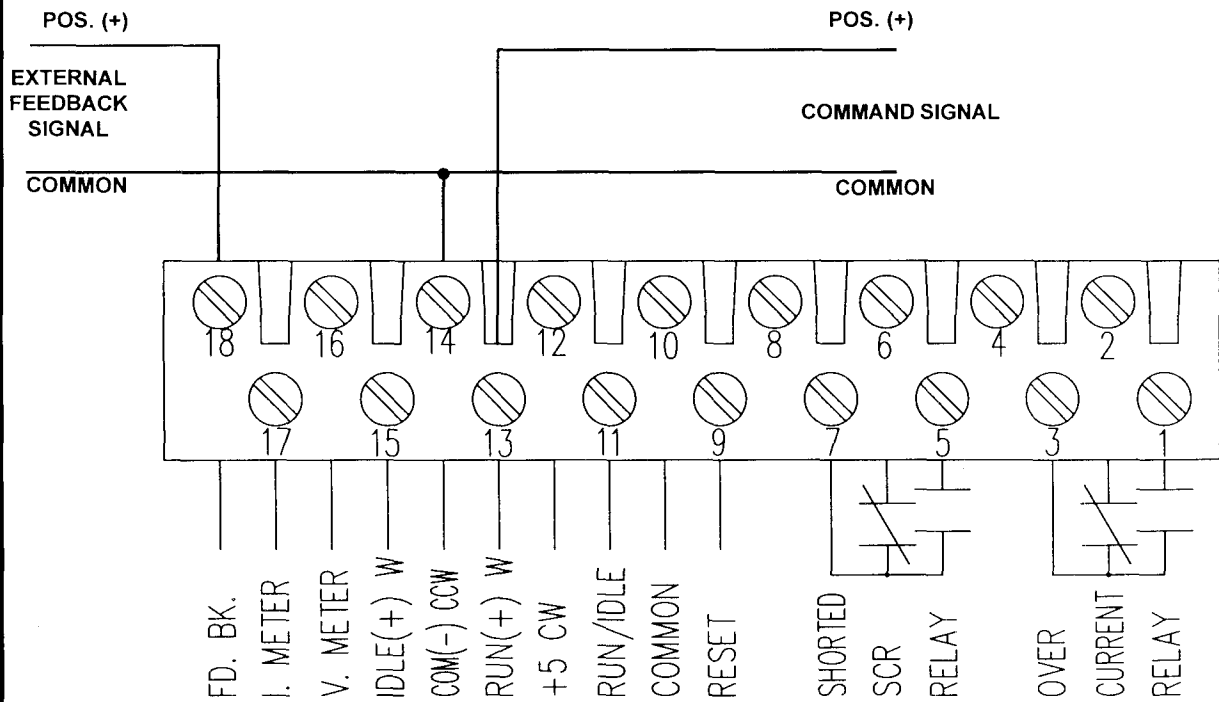 POS. (+)
POS. (+)
EXTERNAL
FEEDBACK
SIGNAL
COMMAND SIGNAL
COMMON
COMMON
18
16
14
12
10
8
6
4
2
17
15
13
11
9
7
5
3
1
FD. BK.
I. METER
V. METER
IDLE(+) W
COM(-) CCW
RUN(+) W
+5 CW
RUN/IDLE
COMMON
RESET
SHORTED
SCR
RELAY
OVER
CURRENT
RELAY